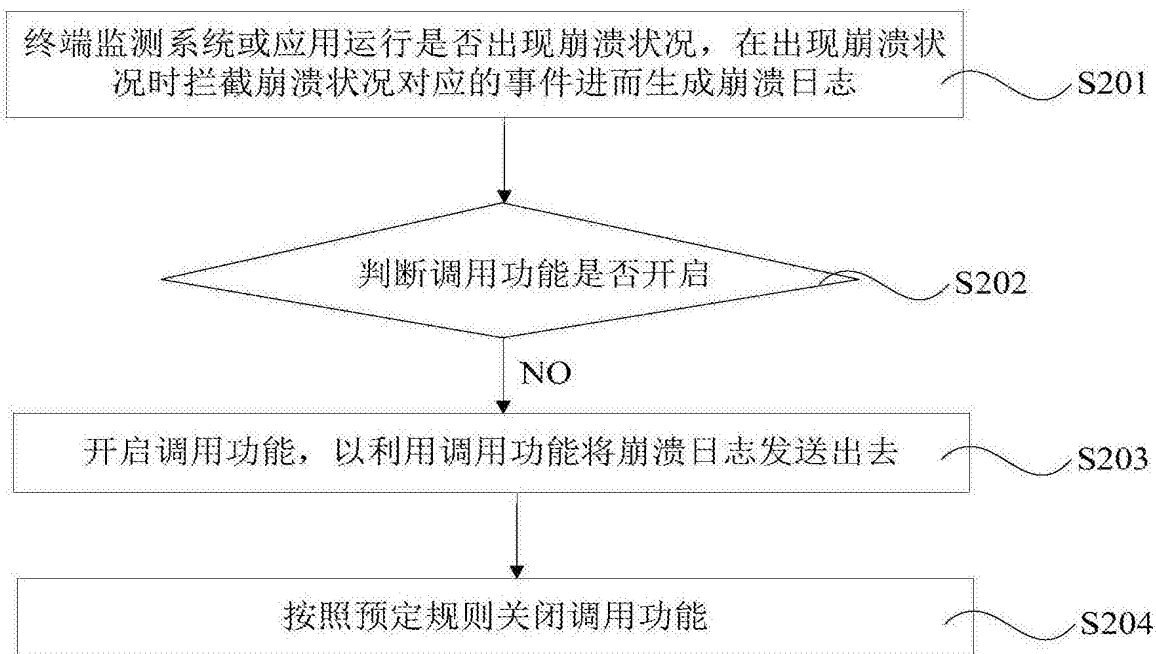 终端监测系统或应用运行是否出现崩溃状况，在出现崩溃状
况时拦截崩溃状况对应的事件进而生成崩溃日志
S201
判断调用功能是否开启
S202
NO
开启调用功能，以利用调用功能将崩溃日志发送出去
S203
按照预定规则关闭调用功能
S204